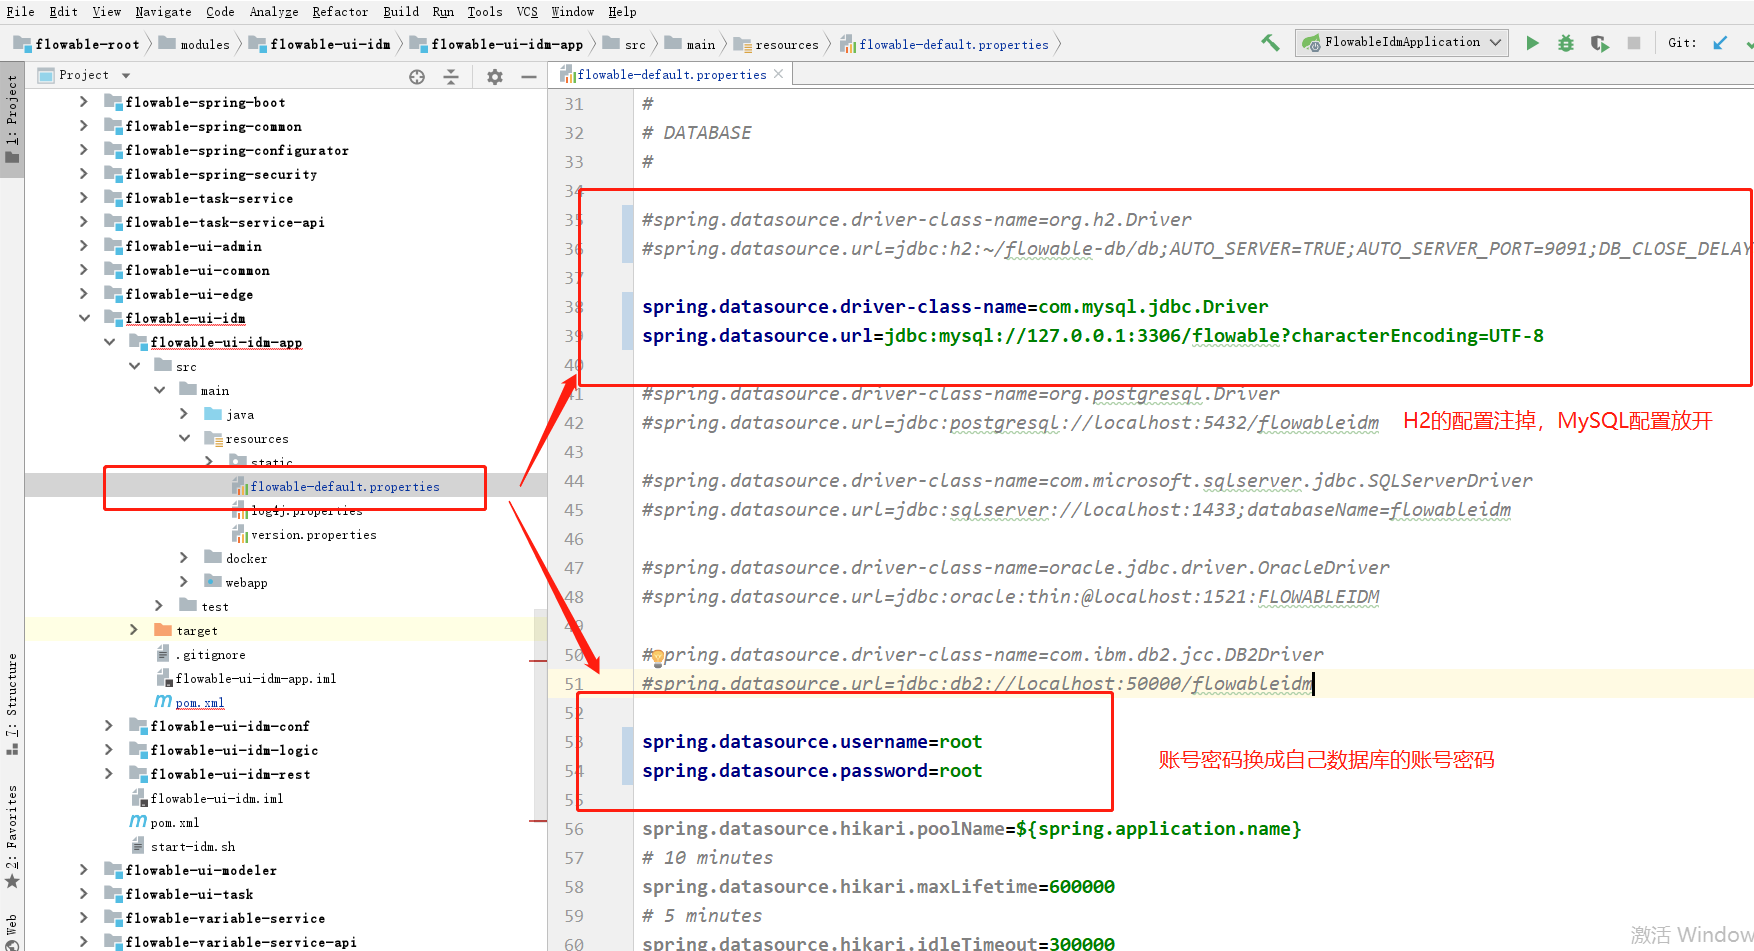 File Edit View Navigate Code Analyze Refactor Build Run Tools VCS Window Help
flowable-root modules flowable-ui-idm flowable-ui-idm-app src main resources flowable-default.properties FlowableIdmApplication Git:
1: Project
Project
flowable-spring-boot
flowable-spring-common
flowable-spring-configurator
flowable-spring-security
flowable-task-service
flowable-task-service-api
flowable-ui-admin
flowable-ui-common
flowable-ui-edge
flowable-ui-idm
flowable-ui-idm-app
src
main
java
resources
static
flowable-default.properties
log4j.properties
version.properties
docker
webapp
test
target
.gitignore
flowable-ui-idm-app.iml
pom.xml
flowable-ui-idm-conf
flowable-ui-idm-logic
flowable-ui-idm-rest
flowable-ui-idm.iml
pom.xml
start-idm.sh
flowable-ui-modeler
flowable-ui-task
flowable-variable-service
flowable-variable-service-api
7: Structure
2: Favorites
Web
flowable-default.properties
31 #
32 # DATABASE
33 #
34
35 #spring.datasource.driver-class-name=org.h2.Driver
36 #spring.datasource.url=jdbc:h2:~/flowable-db/db;AUTO_SERVER=TRUE;AUTO_SERVER_PORT=9091;DB_CLOSE_DELAY
37
38 spring.datasource.driver-class-name=com.mysql.jdbc.Driver
39 spring.datasource.url=jdbc:mysql://127.0.0.1:3306/flowable?characterEncoding=UTF-8
40
41 #spring.datasource.driver-class-name=org.postgresql.Driver
42 #spring.datasource.url=jdbc:postgresql://localhost:5432/flowableidm
H2的配置注掉，MySQL配置放开
43
44 #spring.datasource.driver-class-name=com.microsoft.sqlserver.jdbc.SQLServerDriver
45 #spring.datasource.url=jdbc:sqlserver://localhost:1433;databaseName=flowableidm
46
47 #spring.datasource.driver-class-name=oracle.jdbc.driver.OracleDriver
48 #spring.datasource.url=jdbc:oracle:thin:@localhost:1521:FLOWABLEIDM
49
50 #spring.datasource.driver-class-name=com.ibm.db2.jcc.DB2Driver
51 #spring.datasource.url=jdbc:db2://localhost:50000/flowableidm
52
53 spring.datasource.username=root
54 spring.datasource.password=root
账号密码换成自己数据库的账号密码
55
56 spring.datasource.hikari.poolName=${spring.application.name}
57 # 10 minutes
58 spring.datasource.hikari.maxLifetime=600000
59 # 5 minutes
60 spring.datasource.hikari.idleTimeout=300000
激活 Window